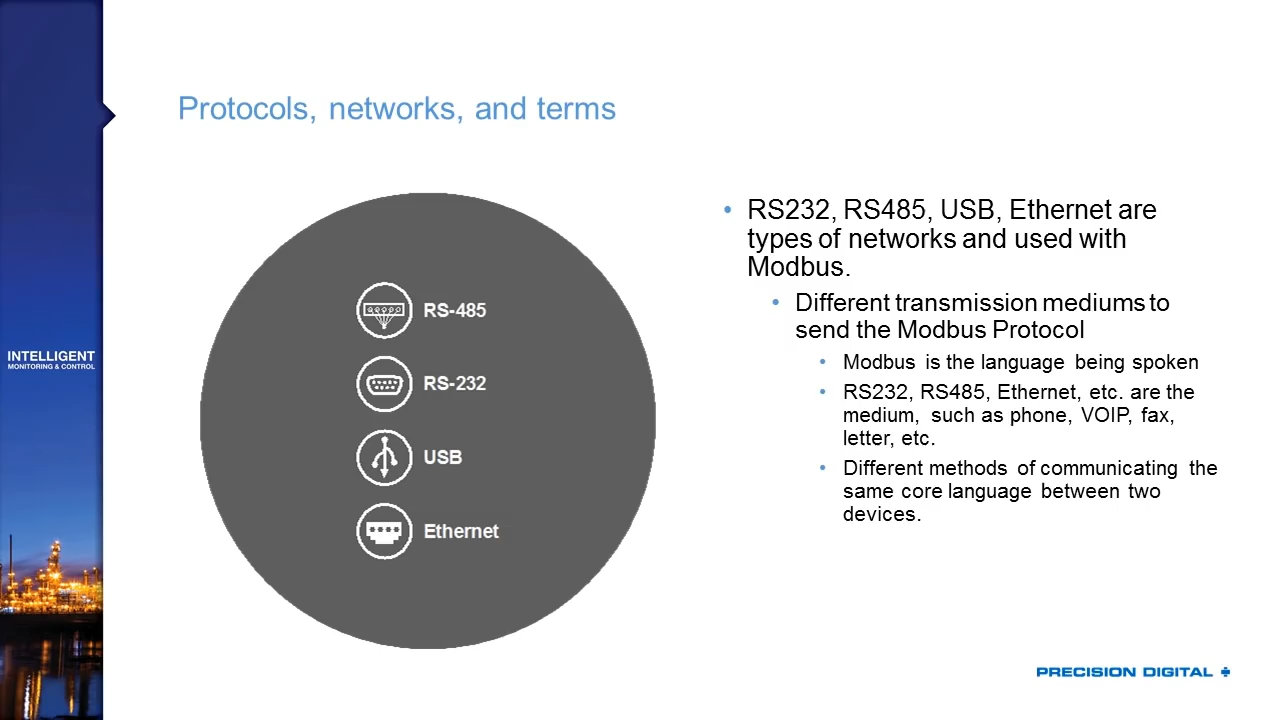 Protocols, networks, and terms
INTELLIGENT
MONITORING & CONTROL
RS-485
RS-232
USB
Ethernet
• RS232, RS485, USB, Ethernet are
types of networks and used with
Modbus.
• Different transmission mediums to
send the Modbus Protocol
• Modbus is the language being spoken
• RS232, RS485, Ethernet, etc. are the
medium, such as phone, VOIP, fax,
letter, etc.
• Different methods of communicating the
same core language between two
devices.
PRECISION DIGITAL